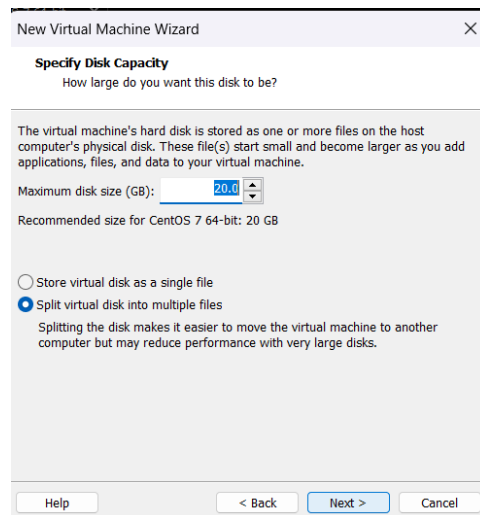 New Virtual Machine Wizard
Specify Disk Capacity
How large do you want this disk to be?
The virtual machine's hard disk is stored as one or more files on the host
computer's physical disk. These file(s) start small and become larger as you add
applications, files, and data to your virtual machine.
Maximum disk size (GB): 20.0
Recommended size for CentOS 7 64-bit: 20 GB
Store virtual disk as a single file
Split virtual disk into multiple files
Splitting the disk makes it easier to move the virtual machine to another
computer but may reduce performance with very large disks.
Help < Back Next > Cancel